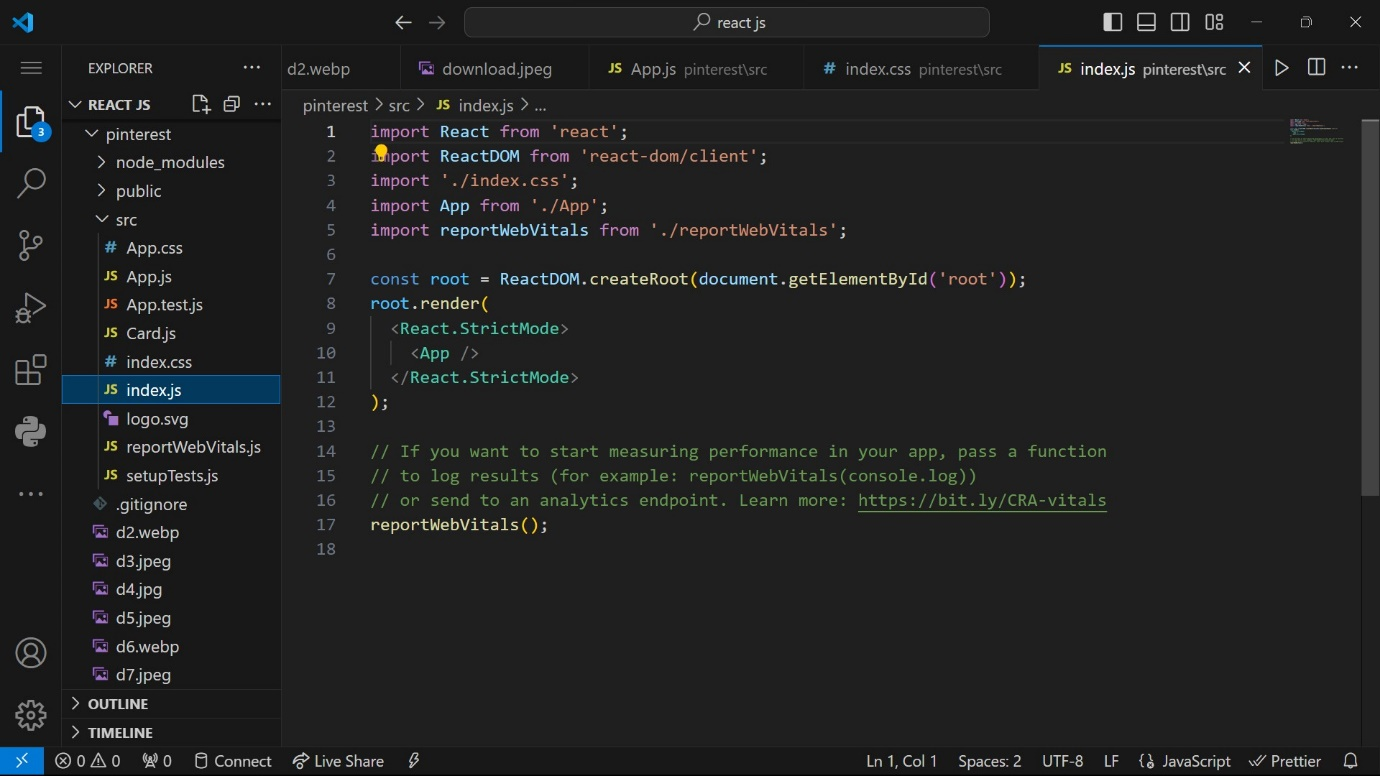 react js
EXPLORER
d2.webp
download.jpeg
JS App.js pinterest\src
# index.css pinterest\src
JS index.js pinterest\src
REACT JS
pinterest > src > JS index.js > ...
3
pinterest
node_modules
public
src
# App.css
JS App.js
JS App.test.js
JS Card.js
# index.css
JS index.js
logo.svg
JS reportWebVitals.js
JS setupTests.js
.gitignore
d2.webp
d3.jpeg
d4.jpg
d5.jpeg
d6.webp
d7.jpeg
OUTLINE
TIMELINE
1 import React from 'react';
2 import ReactDOM from 'react-dom/client';
3 import './index.css';
4 import App from './App';
5 import reportWebVitals from './reportWebVitals';
6
7 const root = ReactDOM.createRoot(document.getElementById('root'));
8 root.render(
9 <React.StrictMode>
10 <App />
11 </React.StrictMode>
12 );
13
14 // If you want to start measuring performance in your app, pass a function
15 // to log results (for example: reportWebVitals(console.log))
16 // or send to an analytics endpoint. Learn more: https://bit.ly/CRA-vitals
17 reportWebVitals();
18
0 0 0 Connect Live Share Ln 1, Col 1 Spaces: 2 UTF-8 LF {} JavaScript Prettier